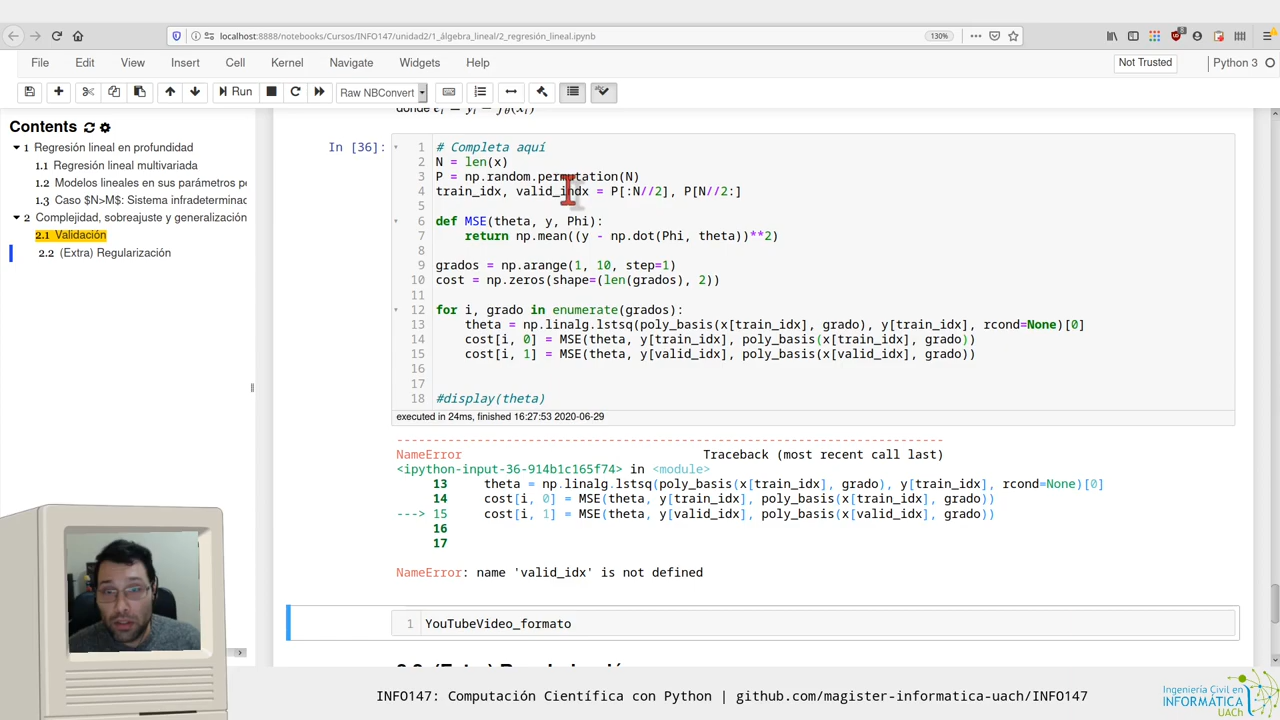 localhost:8888/notebooks/Cursos/INFO147/unidad2/1_álgebra_lineal/2_regresión_lineal.ipynb
130%
File Edit View Insert Cell Kernel Navigate Widgets Help
Not Trusted
Python 3
Run
Raw NBConvert
Contents
1 Regresión lineal en profundidad
1.1 Regresión lineal multivariada
1.2 Modelos lineales en sus parámetros pe
1.3 Caso $N>M$: Sistema infradeterminad
2 Complejidad, sobreajuste y generalización
2.1 Validación
2.2 (Extra) Regularización
In [36]:
1 # Completa aquí
2 N = len(x)
3 P = np.random.permutation(N)
4 train_idx, valid_indx = P[:N//2], P[N//2:]
5
6 def MSE(theta, y, Phi):
7 return np.mean((y - np.dot(Phi, theta))**2)
8
9 grados = np.arange(1, 10, step=1)
10 cost = np.zeros(shape=(len(grados), 2))
11
12 for i, grado in enumerate(grados):
13 theta = np.linalg.lstsq(poly_basis(x[train_idx], grado), y[train_idx], rcond=None)[0]
14 cost[i, 0] = MSE(theta, y[train_idx], poly_basis(x[train_idx], grado))
15 cost[i, 1] = MSE(theta, y[valid_idx], poly_basis(x[valid_idx], grado))
16
17
18 #display(theta)
executed in 24ms, finished 16:27:53 2020-06-29
---------------------------------------------------------------------------
NameError Traceback (most recent call last)
<ipython-input-36-914b1c165f74> in <module>
13 theta = np.linalg.lstsq(poly_basis(x[train_idx], grado), y[train_idx], rcond=None)[0]
14 cost[i, 0] = MSE(theta, y[train_idx], poly_basis(x[train_idx], grado))
---> 15 cost[i, 1] = MSE(theta, y[valid_idx], poly_basis(x[valid_idx], grado))
16
17
NameError: name 'valid_idx' is not defined
1 YouTubeVideo_formato
INFO147: Computación Científica con Python | github.com/magister-informatica-uach/INFO147
Ingeniería Civil en
INFORMÁTICA
UACh